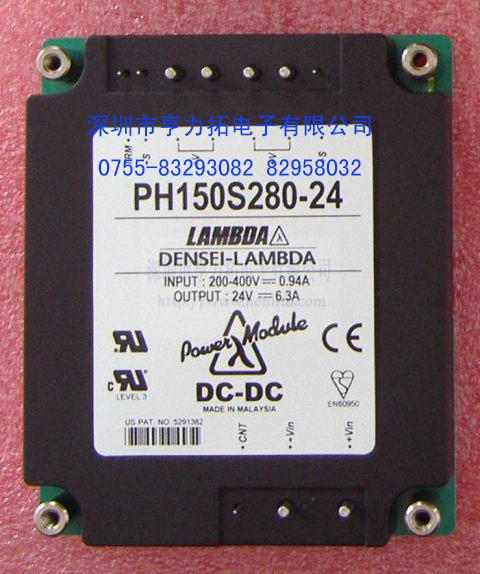 深圳市亨力拓电子有限公司
TRM
-S
-V
+V
+S
0755-83293082 82958032
PH150S280-24
LAMBDA
DENSEI-LAMBDA
INPUT : 200-400V 0.94A
OUTPUT : 24V 6.3A
Power Module
DC-DC
MADE IN MALAYSIA
LEVEL 3
CE
EN60950
US PAT. NO. 5291382
• CNT
•-Vin
•+Vin